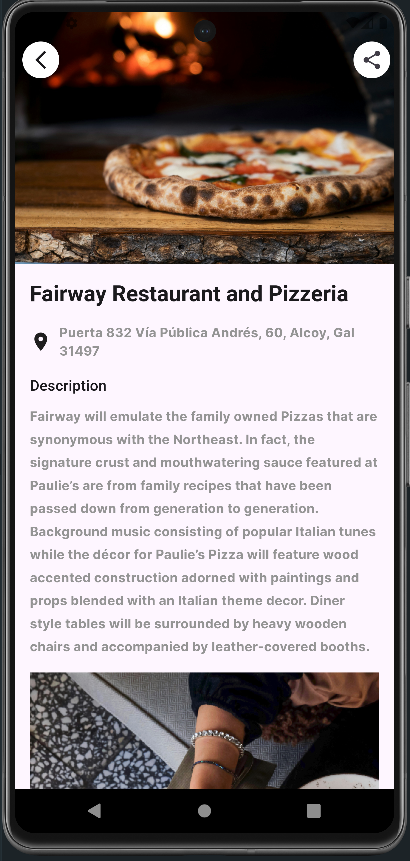 Fairway Restaurant and Pizzeria
Puerta 832 Vía Pública Andrés, 60, Alcoy, Gal
31497
Description
Fairway will emulate the family owned Pizzas that are
synonymous with the Northeast. In fact, the
signature crust and mouthwatering sauce featured at
Paulie's are from family recipes that have been
passed down from generation to generation.
Background music consisting of popular Italian tunes
while the décor for Paulie's Pizza will feature wood
accented construction adorned with paintings and
props blended with an Italian theme decor. Diner
style tables will be surrounded by heavy wooden
chairs and accompanied by leather-covered booths.